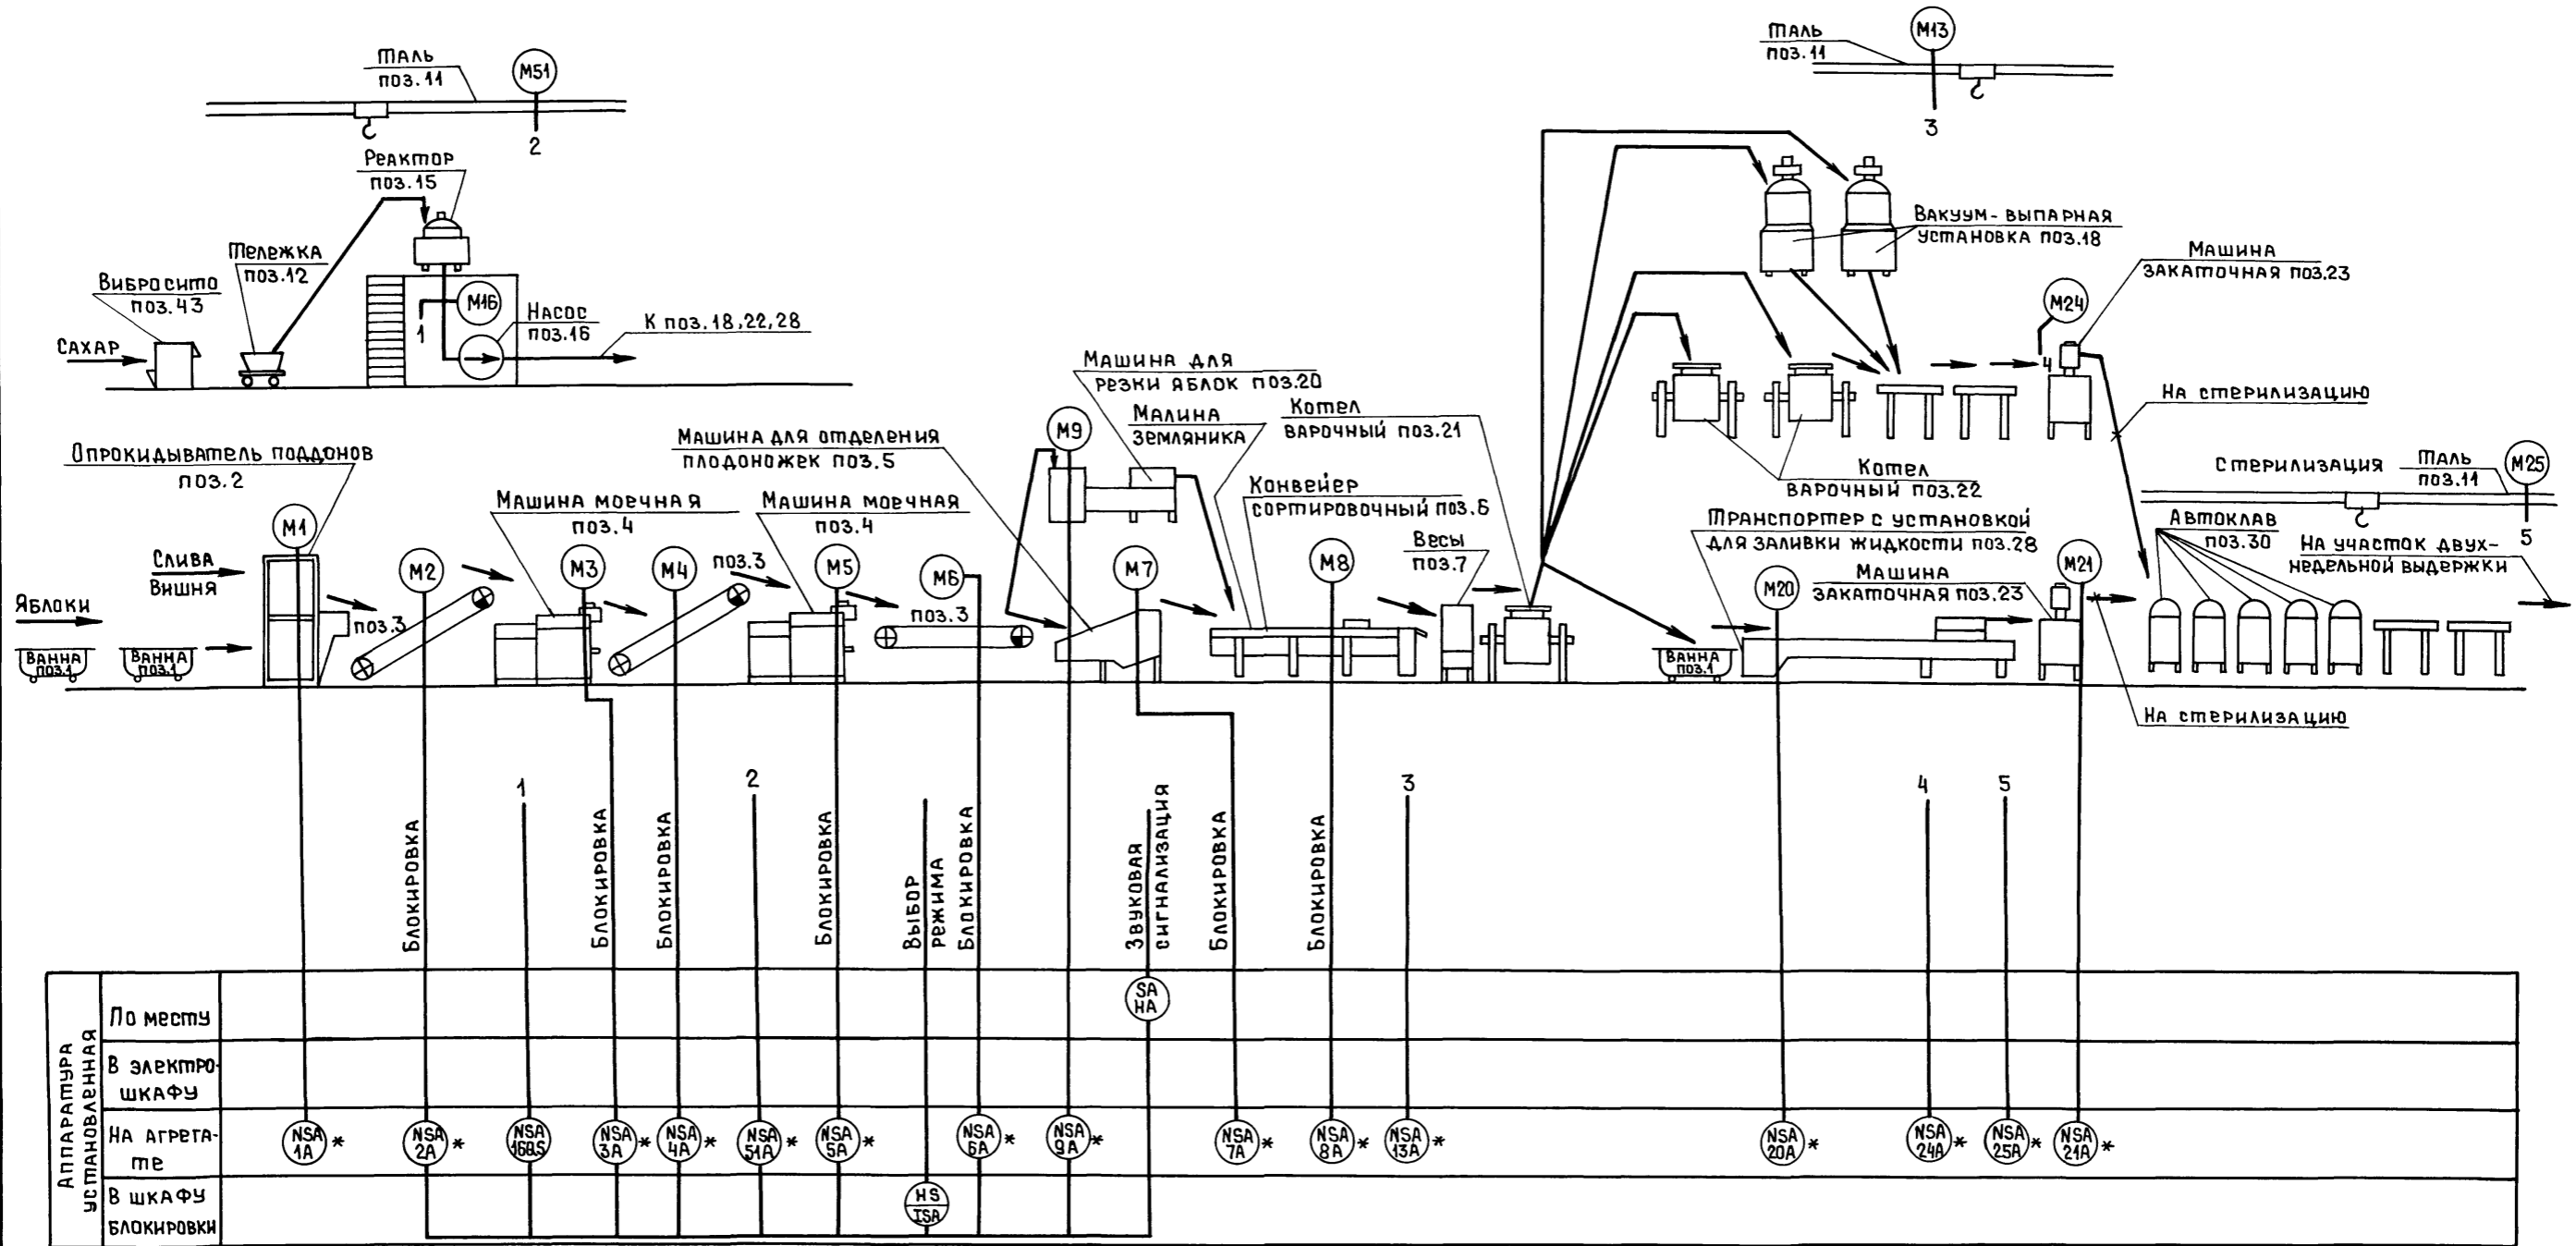 Таль
поз.11
М51
2
Таль
поз.11
М13
3
Реактор
поз.15
Тележка
поз.12
Вибросито
поз.43
Сахар
М16
1
Насос
поз.16
К поз.18,22,28
Вакуум-выпарная
установка поз.18
Машина
закаточная поз.23
М24
4
На стерилизацию
Машина для
резки яблок поз.20
Малина
Земляника
Котел
варочный поз.21
Конвейер
сортировочный поз.6
Котел
варочный поз.22
Стерилизация
Таль
поз.11
М25
5
Опрокидыватель поддонов
поз.2
Машина моечная
поз.4
Машина для отделения
плодоножек поз.5
Машина моечная
поз.4
М9
Весы
поз.7
Транспортер с установкой
для заливки жидкости поз.28
Машина
закаточная поз.23
Автоклав
поз.30
На участок двух-
недельной выдержки
М1
М2
М3
М4
поз.3
М5
М6
М7
М8
М20
М21
Слива
Вишня
Яблоки
поз.3
поз.3
Ванна
поз.1
Ванна
поз.1
Ванна
поз.1
На стерилизацию
1
2
3
4
5
Блокировка
Блокировка
Блокировка
Блокировка
Выбор
режима
Блокировка
Звуковая
сигнализация
Блокировка
Блокировка
Аппаратура
установленная
По месту
SA
HA
В электро-
шкафу
На агрега-
те
NSA
1A *
NSA
2A *
NSA
16QS
NSA
3A *
NSA
4A *
NSA
51A *
NSA
5A *
NSA
6A *
NSA
9A *
NSA
7A *
NSA
8A *
NSA
13A *
NSA
20A *
NSA
24A *
NSA
25A *
NSA
21A *
В шкафу
блокировки
HS
ISA